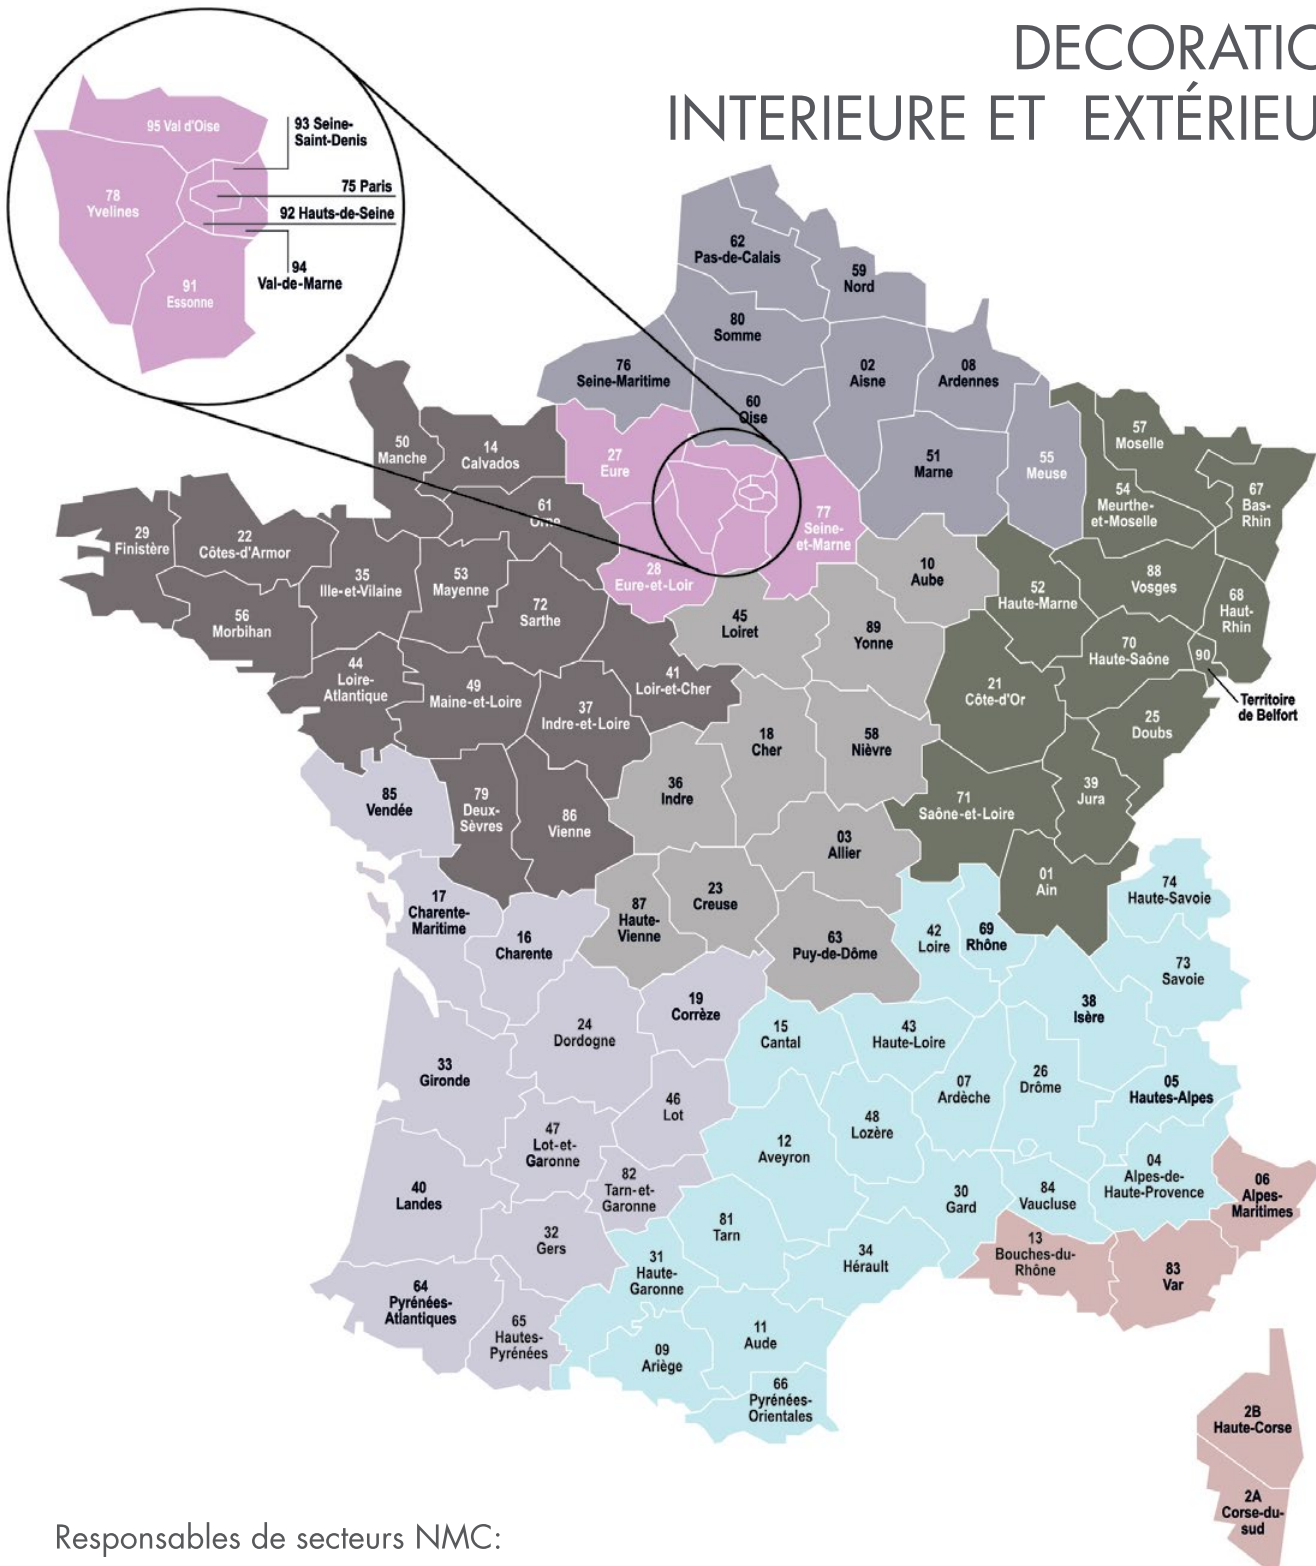 DECORATIO
INTERIEURE ET EXTÉRIEU
95 Val d'Oise
93 Seine-
Saint-Denis
78
Yvelines
75 Paris
92 Hauts-de-Seine
94
Val-de-Marne
91
Essonne
62
Pas-de-Calais
59
Nord
80
Somme
76
Seine-Maritime
02
Aisne
08
Ardennes
60
Oise
50
Manche
14
Calvados
27
Eure
51
Marne
55
Meuse
57
Moselle
54
Meurthe-
et-Moselle
67
Bas-
Rhin
61
Orne
77
Seine-
et-Marne
29
Finistère
22
Côtes-d'Armor
35
Ille-et-Vilaine
53
Mayenne
28
Eure-et-Loir
10
Aube
52
Haute-Marne
88
Vosges
68
Haut-
Rhin
56
Morbihan
72
Sarthe
45
Loiret
89
Yonne
70
Haute-Saône
90
Territoire
de Belfort
44
Loire-
Atlantique
49
Maine-et-Loire
41
Loir-et-Cher
37
Indre-et-Loire
21
Côte-d'Or
25
Doubs
18
Cher
58
Nièvre
85
Vendée
79
Deux-
Sèvres
86
Vienne
36
Indre
71
Saône-et-Loire
39
Jura
03
Allier
01
Ain
74
Haute-Savoie
17
Charente-
Maritime
16
Charente
87
Haute-
Vienne
23
Creuse
63
Puy-de-Dôme
42
Loire
69
Rhône
73
Savoie
19
Corrèze
38
Isère
24
Dordogne
15
Cantal
43
Haute-Loire
33
Gironde
46
Lot
07
Ardèche
26
Drôme
05
Hautes-Alpes
47
Lot-et-
Garonne
12
Aveyron
48
Lozère
40
Landes
82
Tarn-et-
Garonne
30
Gard
84
Vaucluse
04
Alpes-de-
Haute-Provence
06
Alpes-
Maritimes
32
Gers
81
Tarn
31
Haute-
Garonne
34
Hérault
13
Bouches-du-
Rhône
83
Var
64
Pyrénées-
Atlantiques
65
Hautes-
Pyrénées
09
Ariège
11
Aude
66
Pyrénées-
Orientales
2B
Haute-Corse
2A
Corse-du-
sud
Responsables de secteurs NMC: